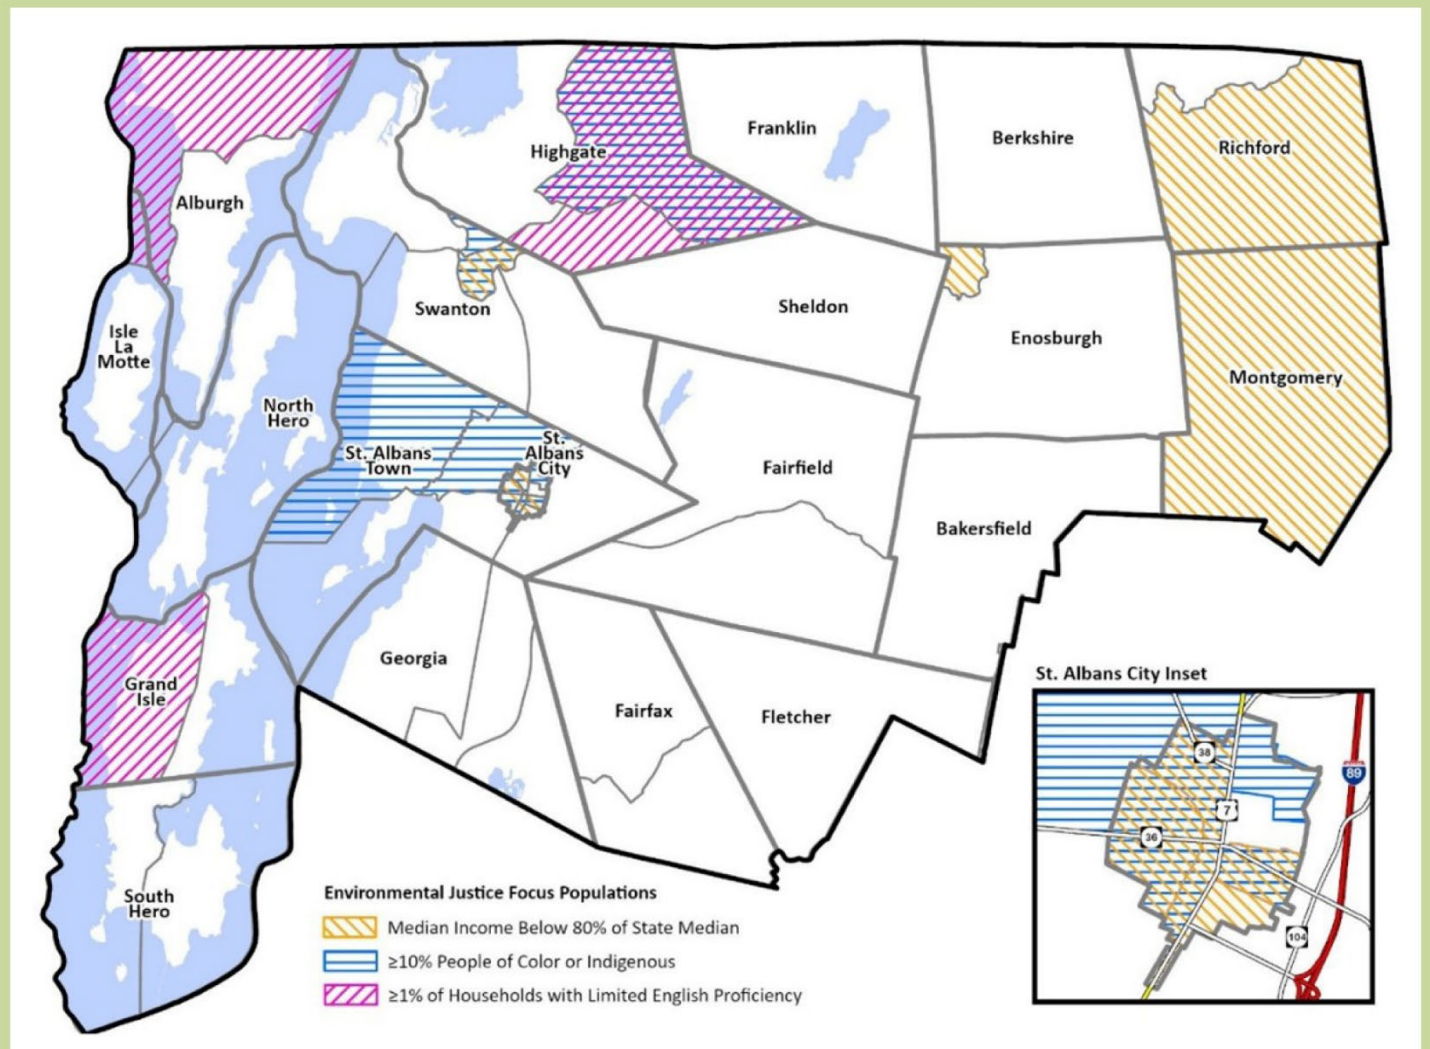 Franklin
Berkshire
Richford
Highgate
Alburgh
Swanton
Sheldon
Enosburgh
Isle
La
Motte
Montgomery
North
Hero
St. Albans
Town
St.
Albans
City
Fairfield
Bakersfield
Georgia
Grand
Isle
Fairfax
Fletcher
South
Hero
St. Albans City Inset
38
89
7
36
104
Environmental Justice Focus Populations
Median Income Below 80% of State Median
≥10% People of Color or Indigenous
≥1% of Households with Limited English Proficiency